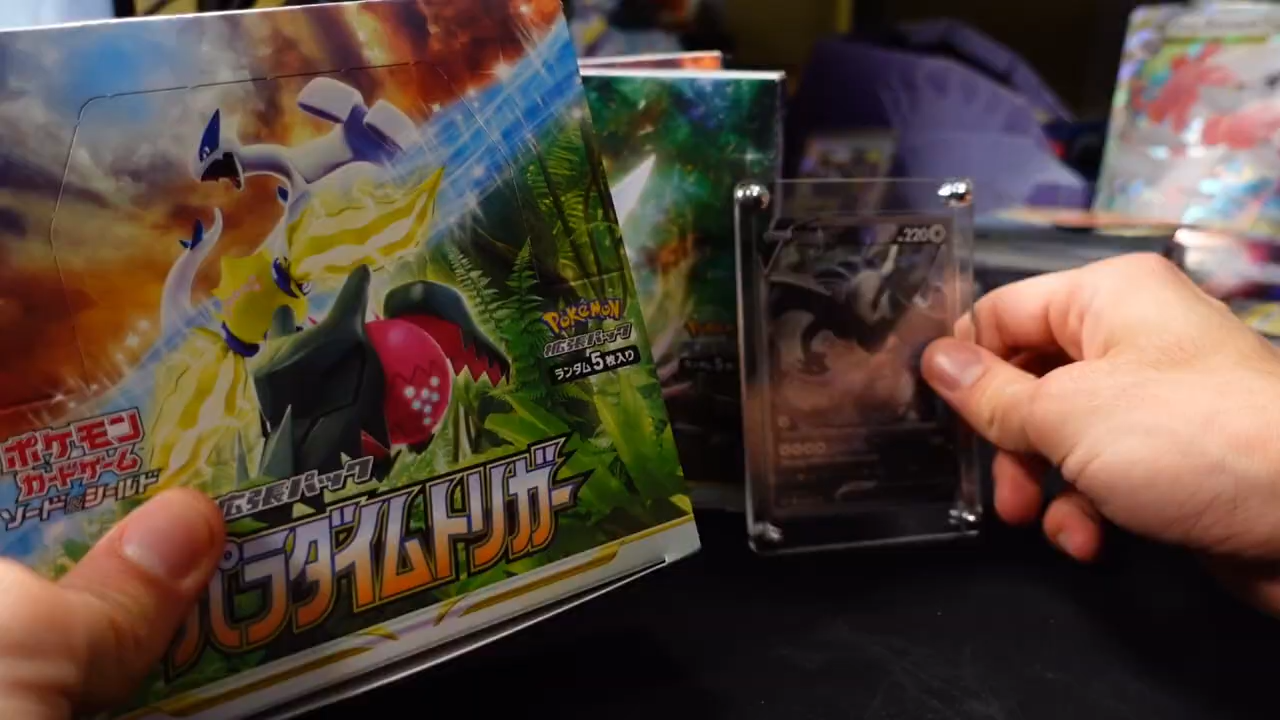 ポケモン
カードゲーム
ソード&シールド
拡張パック
パラダイムトリガー
Pokémon
拡張パック
ランダム5枚入り
220